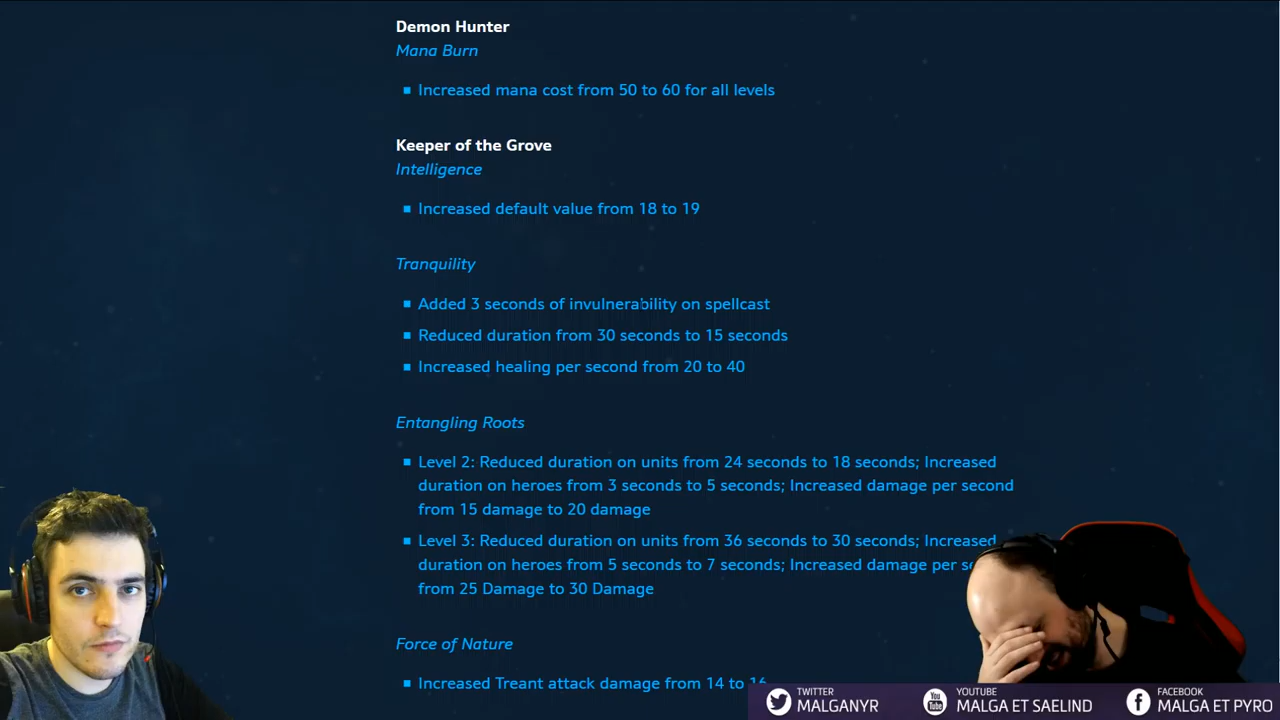 Demon Hunter
Mana Burn
Increased mana cost from 50 to 60 for all levels
Keeper of the Grove
Intelligence
Increased default value from 18 to 19
Tranquility
Added 3 seconds of invulnerability on spellcast
Reduced duration from 30 seconds to 15 seconds
Increased healing per second from 20 to 40
Entangling Roots
Level 2: Reduced duration on units from 24 seconds to 18 seconds; Increased
duration on heroes from 3 seconds to 5 seconds; Increased damage per second
from 15 damage to 20 damage
Level 3: Reduced duration on units from 36 seconds to 30 seconds; Increased
duration on heroes from 5 seconds to 7 seconds; Increased damage per
from 25 Damage to 30 Damage
Force of Nature
Increased Treant attack damage from 14 to 16
TWITTER
MALGANYR
You Tube
YOUTUBE
MALGA ET SAELIND
FACEBOOK
MALGA ET PYRO